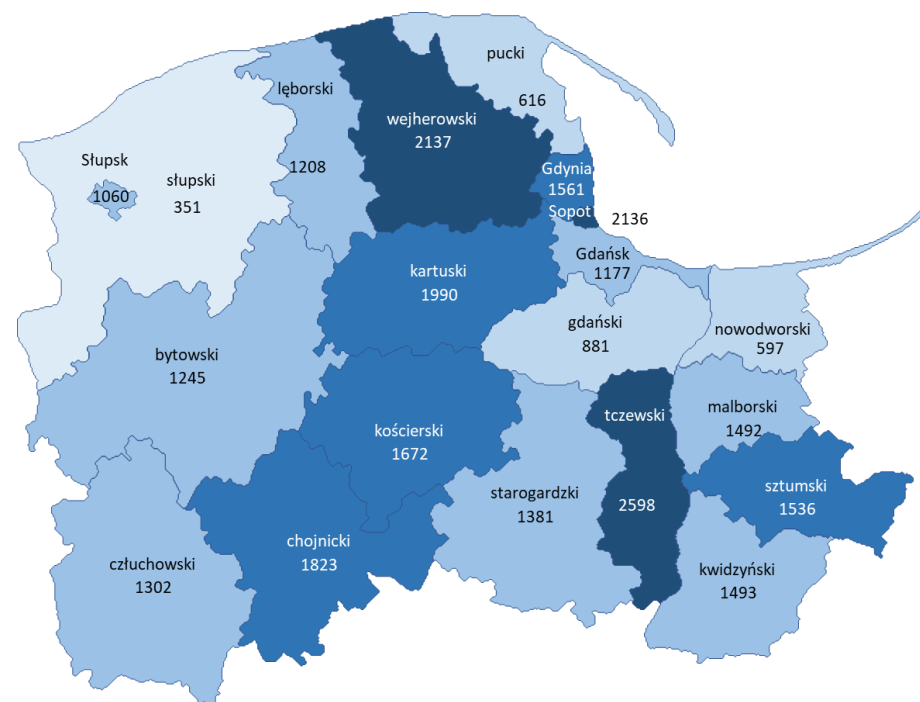 pucki
616
lęborski
1208
wejherowski
2137
Słupsk
1060
słupski
351
Gdynia
1561
Sopot
2136
Gdańsk
1177
kartuski
1990
gdański
881
nowodworski
597
bytowski
1245
malborski
1492
tczewski
2598
kościerski
1672
starogardzki
1381
sztumski
1536
chojnicki
1823
człuchowski
1302
kwidzyński
1493